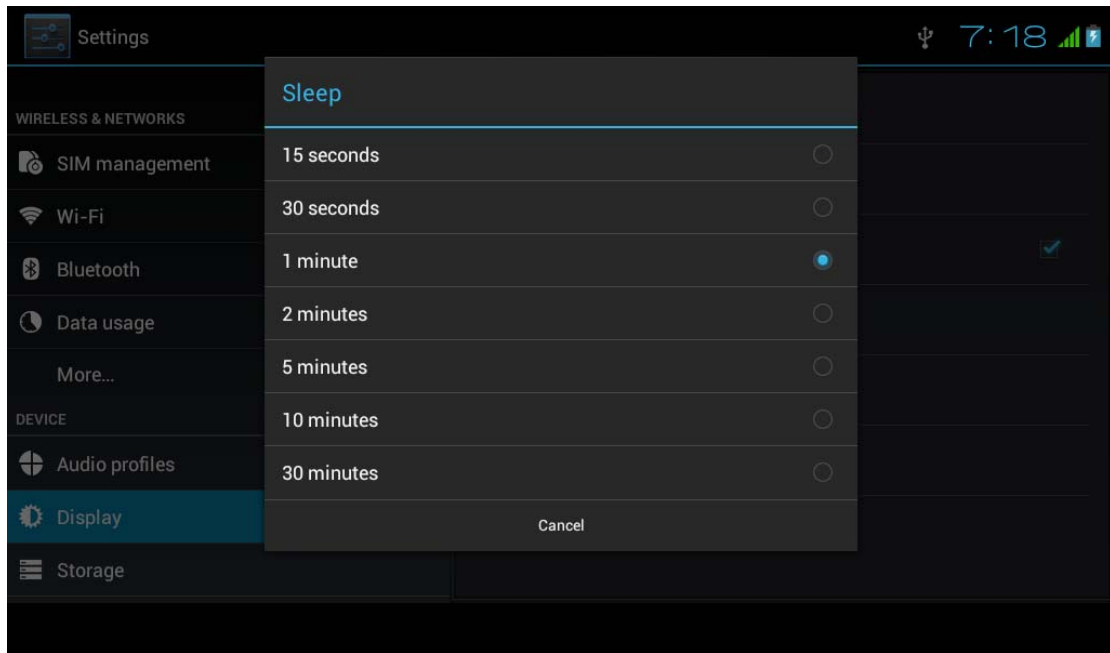 Settings
7:18
WIRELESS & NETWORKS
SIM management
Wi-Fi
Bluetooth
Data usage
More...
DEVICE
Audio profiles
Display
Storage
Sleep
15 seconds
30 seconds
1 minute
2 minutes
5 minutes
10 minutes
30 minutes
Cancel